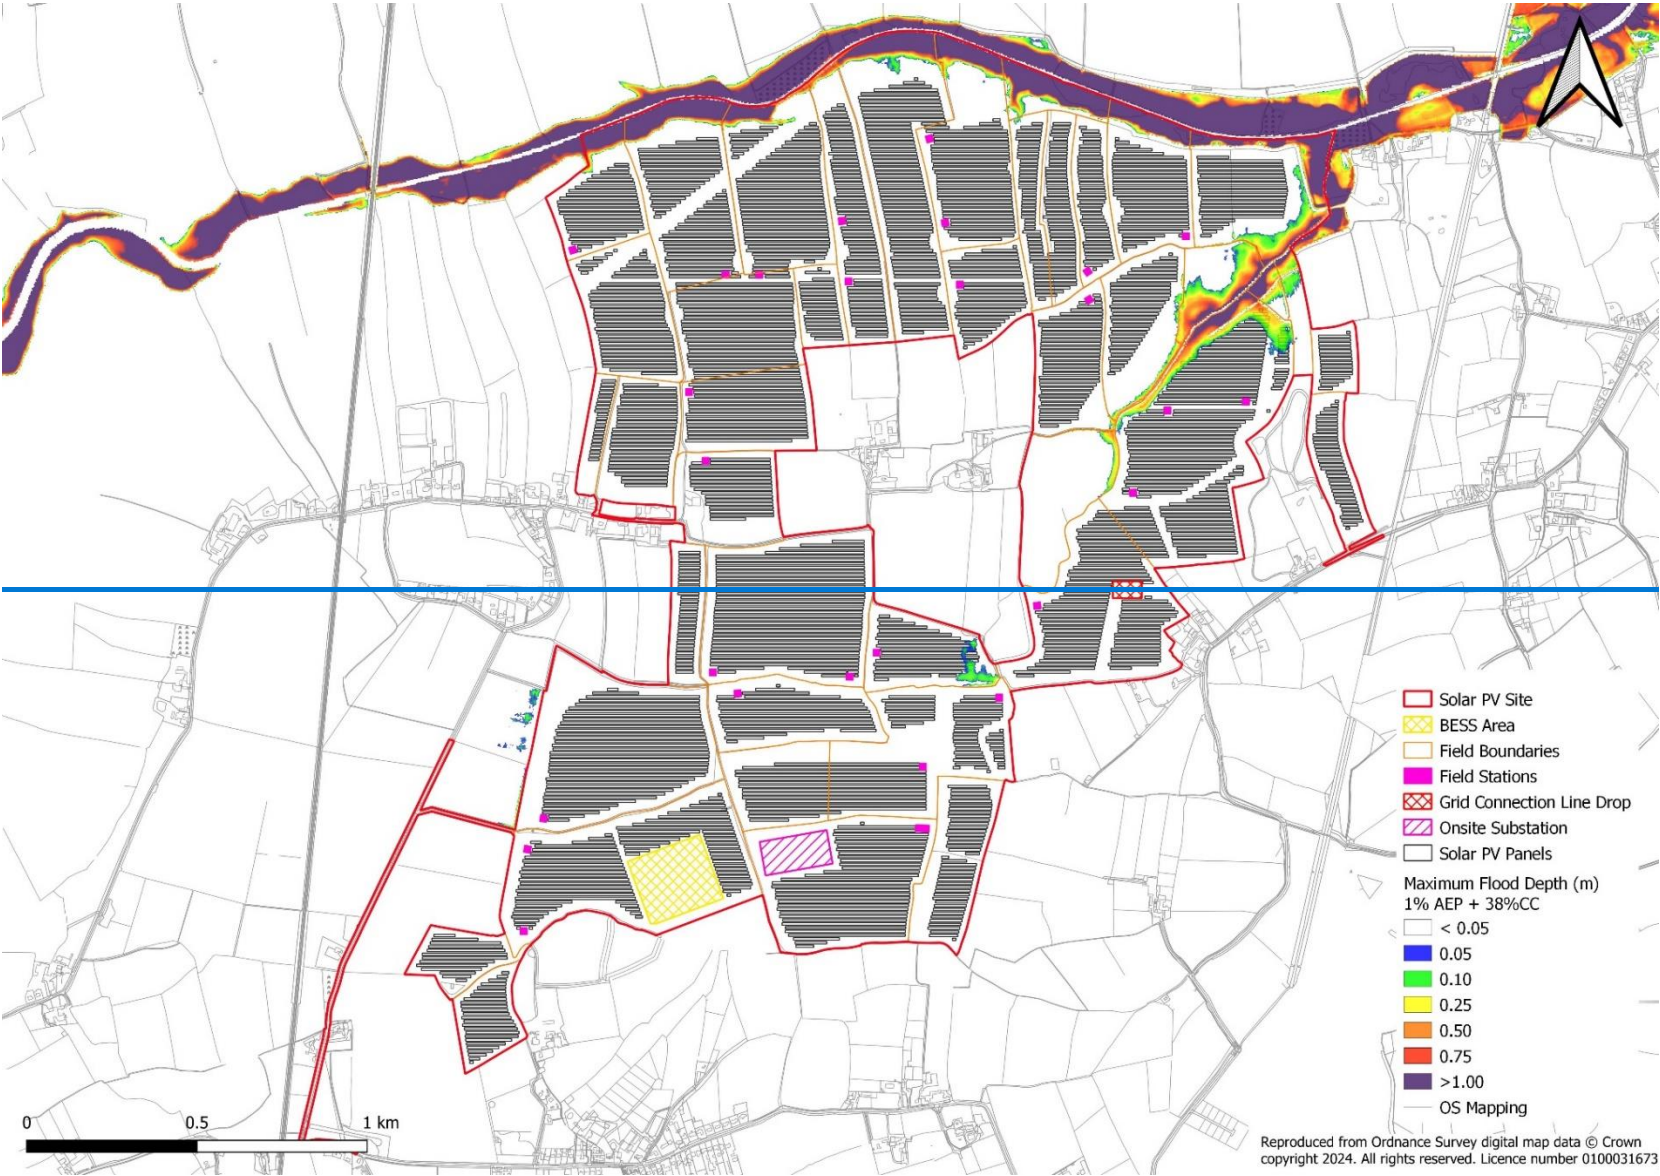 Solar PV Site
BESS Area
Field Boundaries
Field Stations
Grid Connection Line Drop
Onsite Substation
Solar PV Panels
Maximum Flood Depth (m)
1% AEP + 38%CC
< 0.05
0.05
0.10
0.25
0.50
0.75
>1.00
OS Mapping
0 0.5 1 km
Reproduced from Ordnance Survey digital map data © Crown
copyright 2024. All rights reserved. Licence number 0100031673